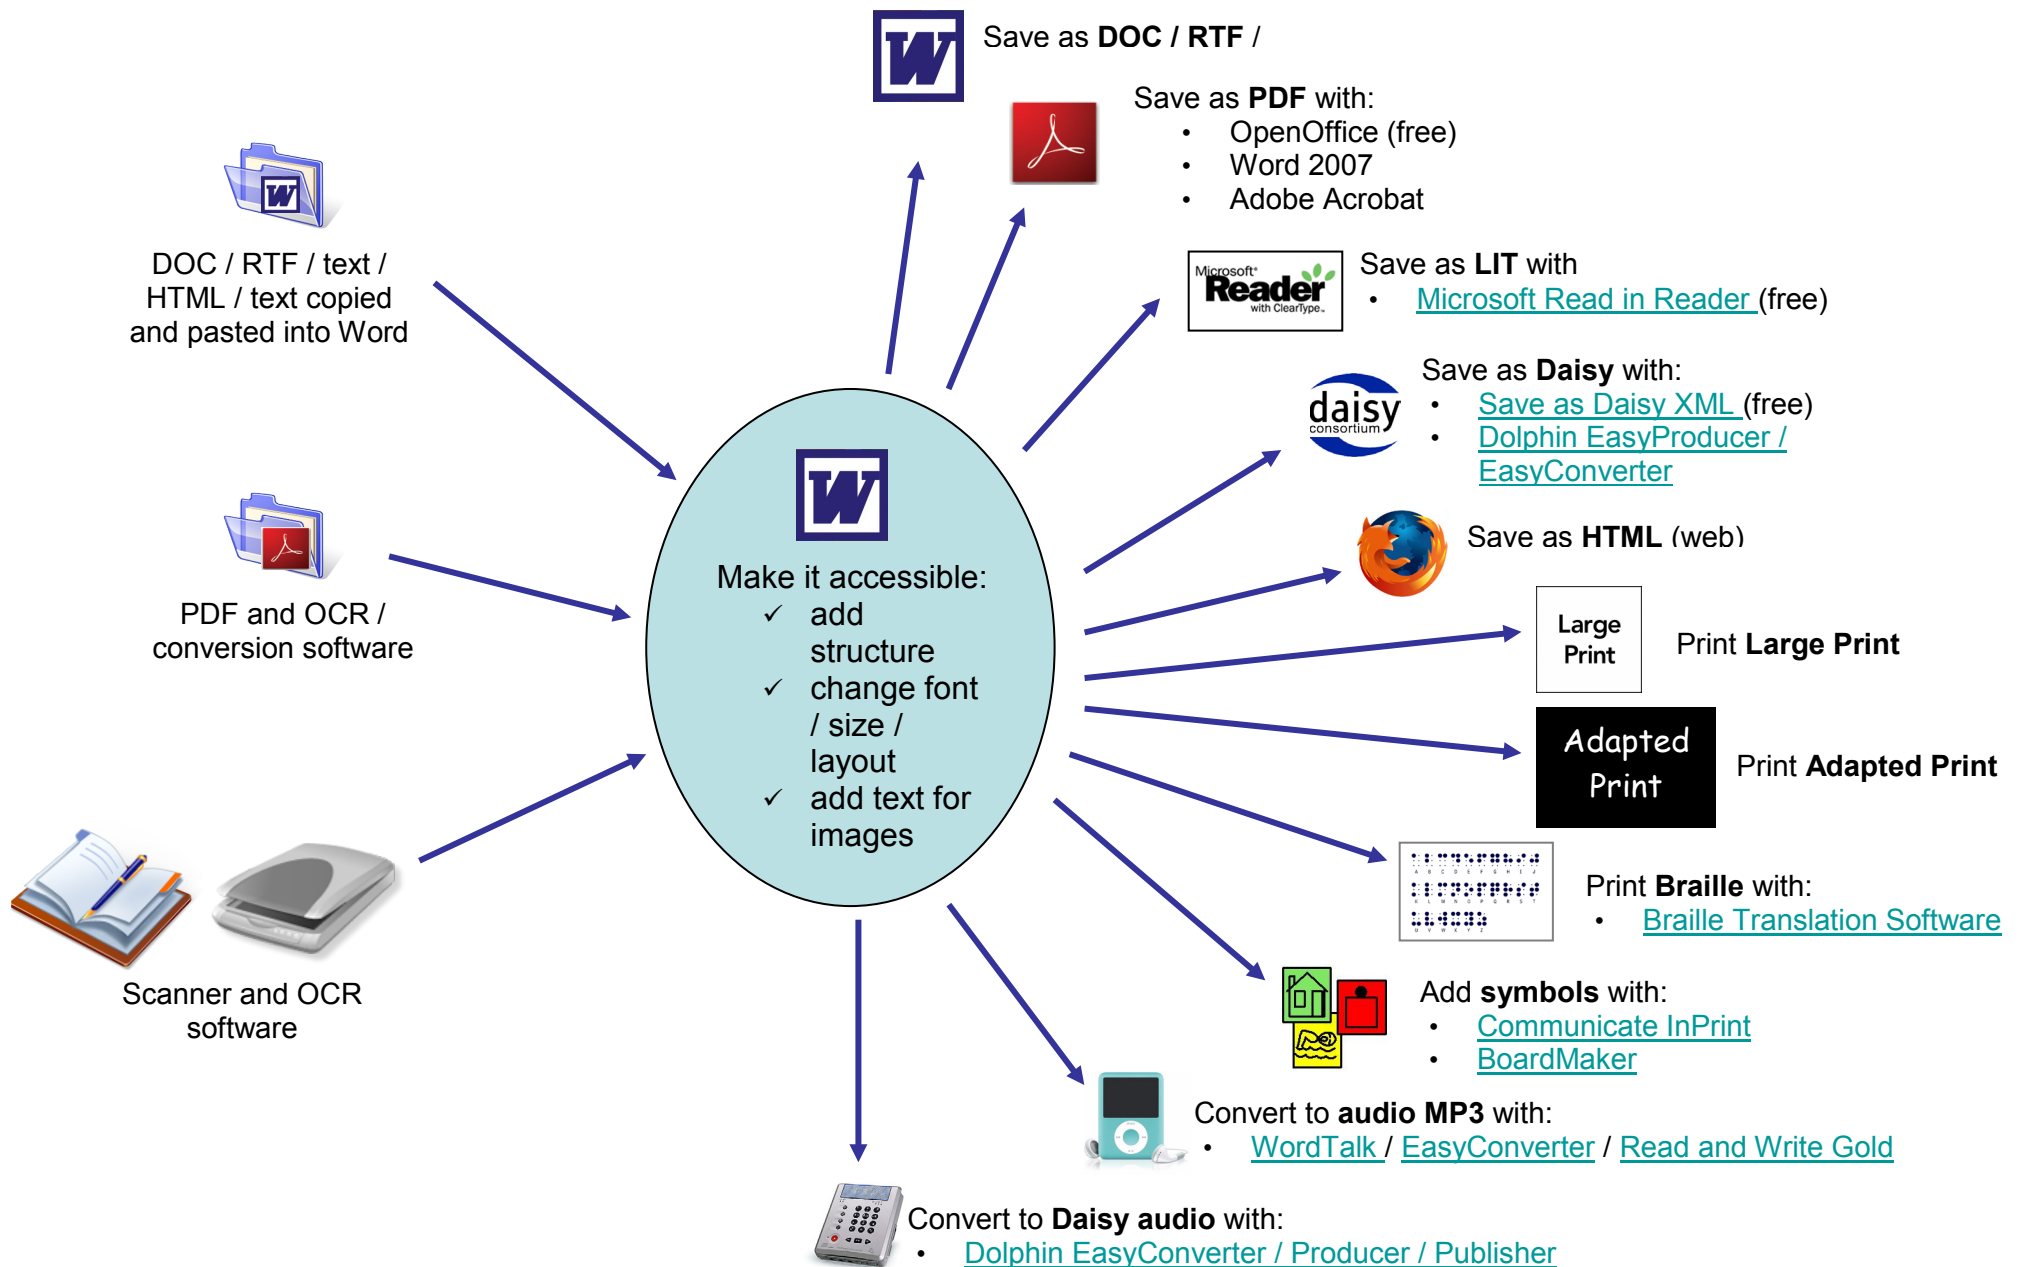 Save as DOC / RTF /
Save as PDF with:
• OpenOffice (free)
• Word 2007
• Adobe Acrobat
DOC / RTF / text /
HTML / text copied
and pasted into Word
Microsoft®
Reader
with ClearType™
Save as LIT with
• Microsoft Read in Reader (free)
daisy
consortium
Save as Daisy with:
• Save as Daisy XML (free)
• Dolphin EasyProducer /
EasyConverter
Save as HTML (web)
PDF and OCR /
conversion software
W
Make it accessible:
✓ add
structure
✓ change font
/ size /
layout
✓ add text for
images
Large
Print
Print Large Print
Adapted
Print
Print Adapted Print
A B C D E F G H I J
K L M N O P Q R S T
U V W X Y Z
Print Braille with:
• Braille Translation Software
Scanner and OCR
software
Add symbols with:
• Communicate InPrint
• BoardMaker
Convert to audio MP3 with:
• WordTalk / EasyConverter / Read and Write Gold
Convert to Daisy audio with:
• Dolphin EasyConverter / Producer / Publisher